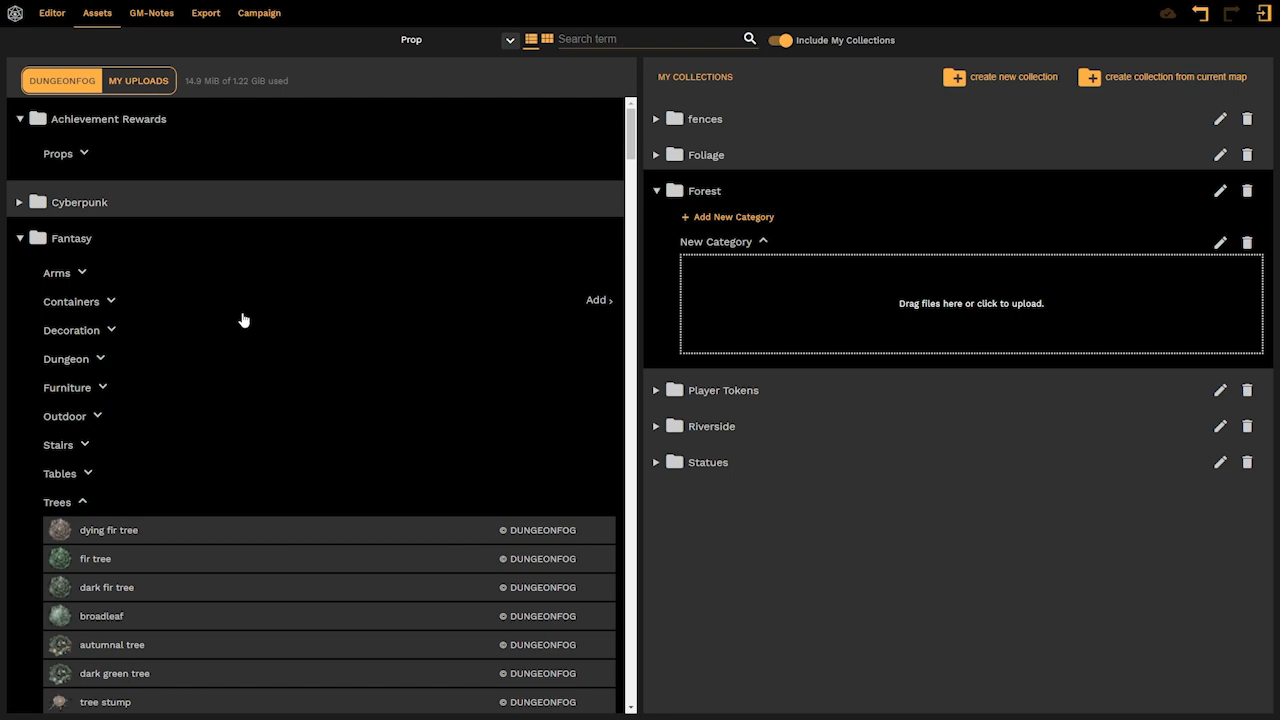 Editor Assets GM-Notes Export Campaign
Prop Search term Include My Collections
DUNGEONFOG MY UPLOADS 14.9 MiB of 1.22 GiB used
Achievement Rewards
Props
Cyberpunk
Fantasy
Arms
Containers Add ›
Decoration
Dungeon
Furniture
Outdoor
Stairs
Tables
Trees
dying fir tree © DUNGEONFOG
fir tree © DUNGEONFOG
dark fir tree © DUNGEONFOG
broadleaf © DUNGEONFOG
autumnal tree © DUNGEONFOG
dark green tree © DUNGEONFOG
tree stump © DUNGEONFOG
MY COLLECTIONS create new collection create collection from current map
fences
Foliage
Forest
+ Add New Category
New Category
Drag files here or click to upload.
Player Tokens
Riverside
Statues